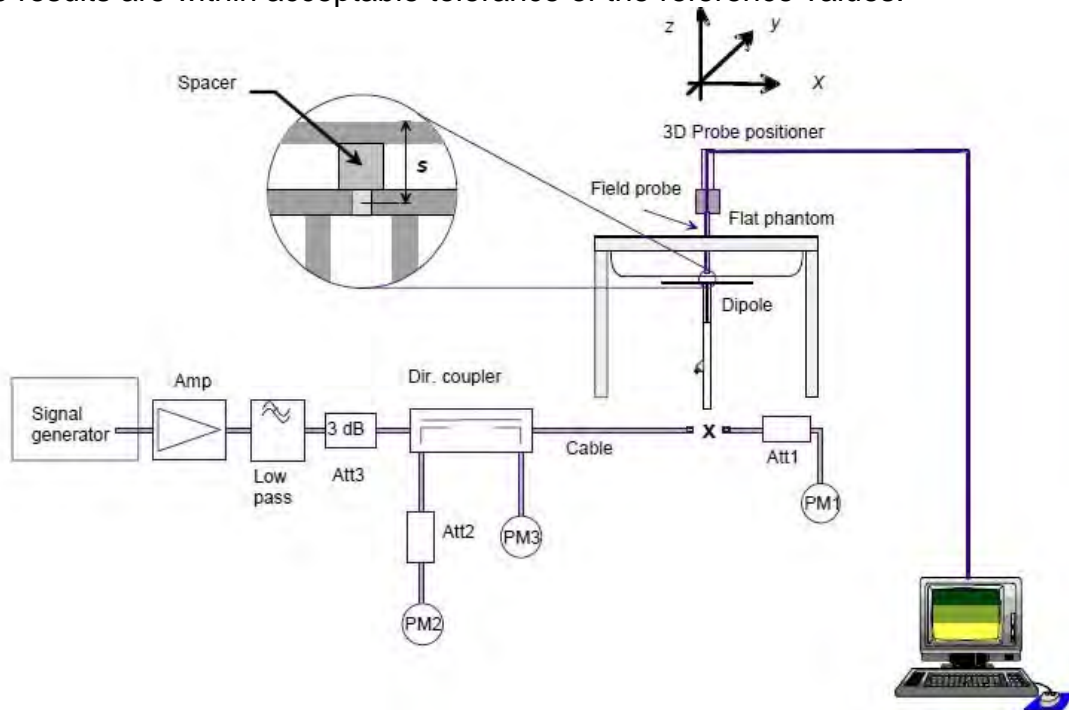 results are within acceptable tolerance of the reference values.
z
y
X
Spacer
s
3D Probe positioner
Field probe
Flat phantom
Dipole
Signal
generator
Amp
Low
pass
3 dB
Att3
Dir. coupler
Cable
X
Att1
PM1
Att2
PM3
PM2